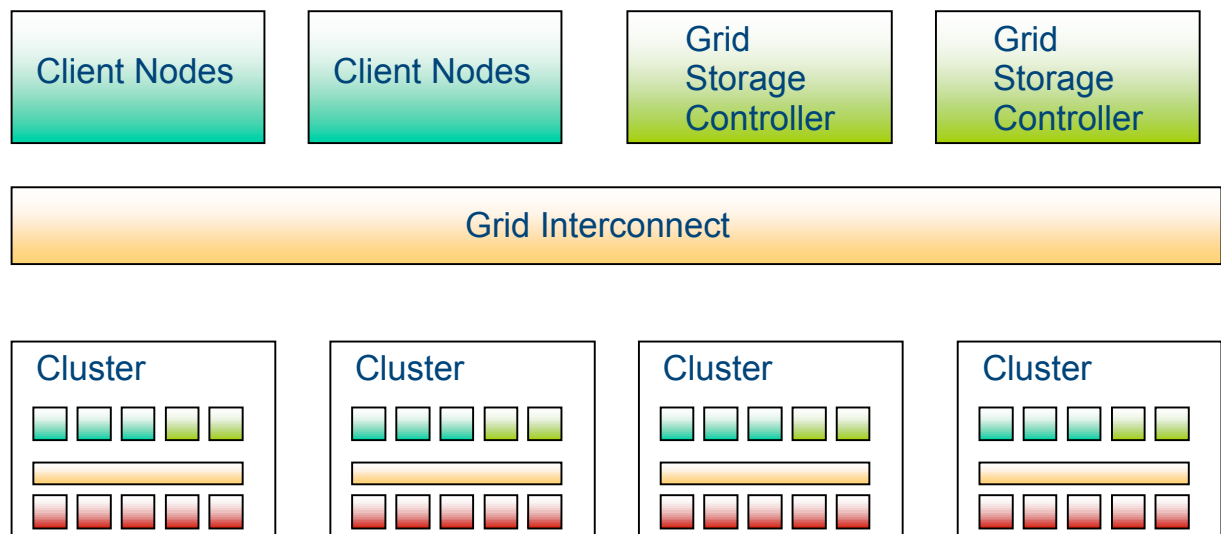 Client Nodes
Client Nodes
Grid
Storage
Controller
Grid
Storage
Controller
Grid Interconnect
Cluster
Cluster
Cluster
Cluster